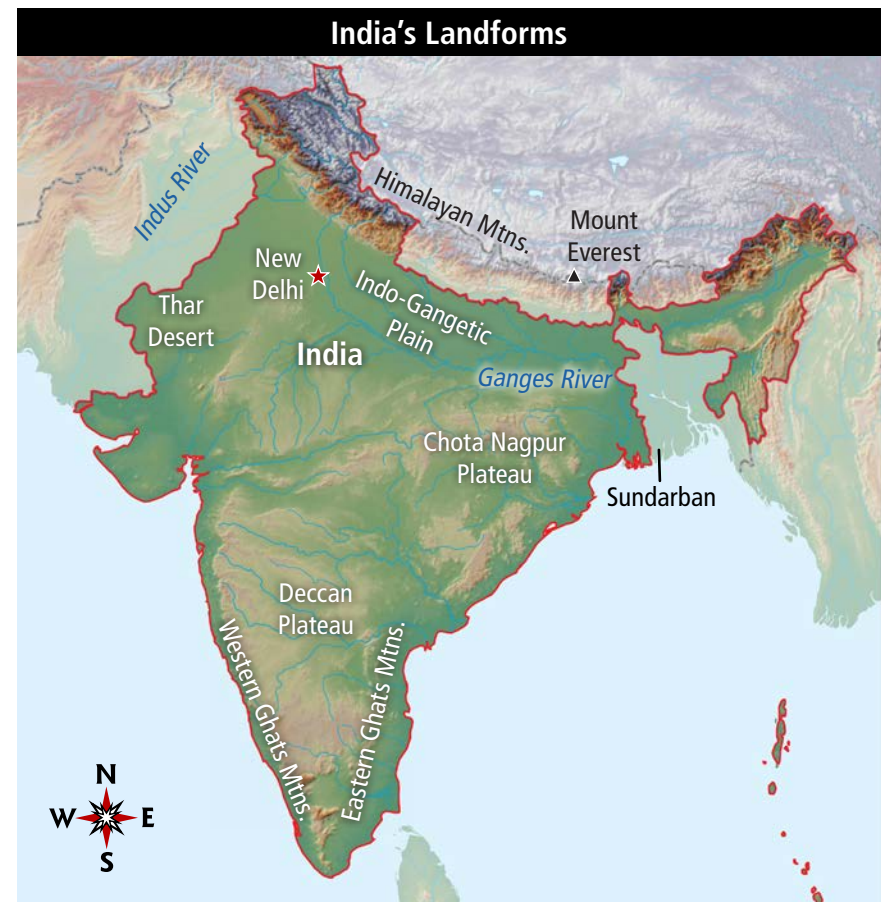 India’s Landforms
Indus River
Himalayan Mtns.
Mount
Everest
New
Delhi
Thar
Desert
Indo-Gangetic
Plain
India
Ganges River
Chota Nagpur
Plateau
Sundarban
Deccan
Plateau
Western Ghats Mtns.
Eastern Ghats Mtns.
N
W E
S